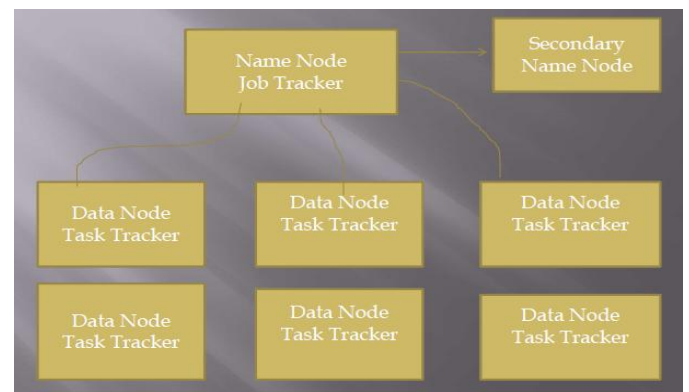 Name Node
Job Tracker
Secondary
Name Node
Data Node
Task Tracker
Data Node
Task Tracker
Data Node
Task Tracker
Data Node
Task Tracker
Data Node
Task Tracker
Data Node
Task Tracker